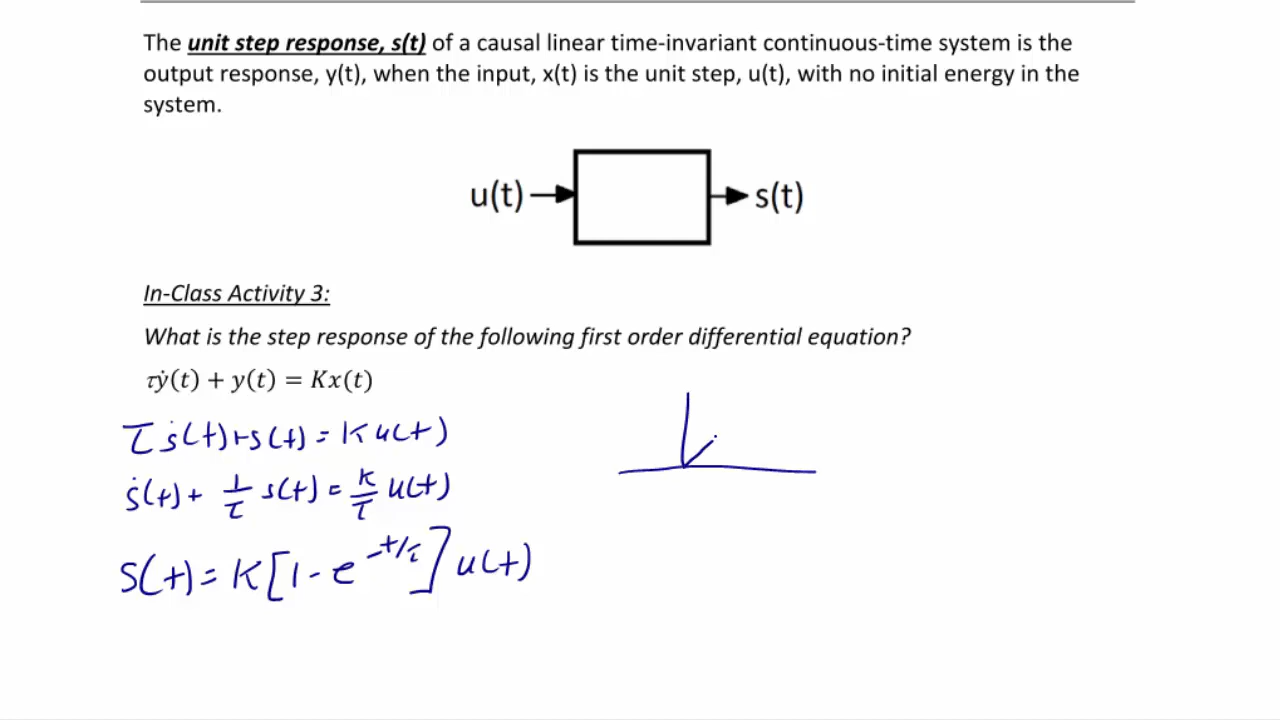 The unit step response, s(t) of a causal linear time-invariant continuous-time system is the
output response, y(t), when the input, x(t) is the unit step, u(t), with no initial energy in the
system.
u(t) s(t)
In-Class Activity 3:
What is the step response of the following first order differential equation?
τẏ(t) + y(t) = Kx(t)
τ ṡ(t) + s(t) = K u(t)
ṡ(t) + 1/τ s(t) = K/τ u(t)
s(t) = K[1 - e^{-t/τ}] u(t)